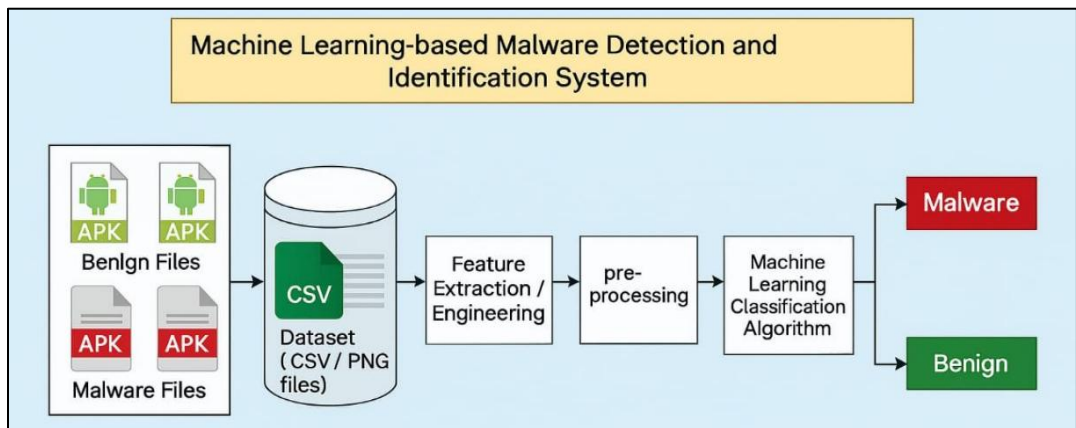 Machine Learning-based Malware Detection and
Identification System
APK
APK
Benlgn Files
APK
APK
Malware Files
CSV
Dataset
( CSV / PNG
files)
Feature
Extraction /
Engineering
pre-
processing
Machine
Learning
Classification
Algorithm
Malware
Benign